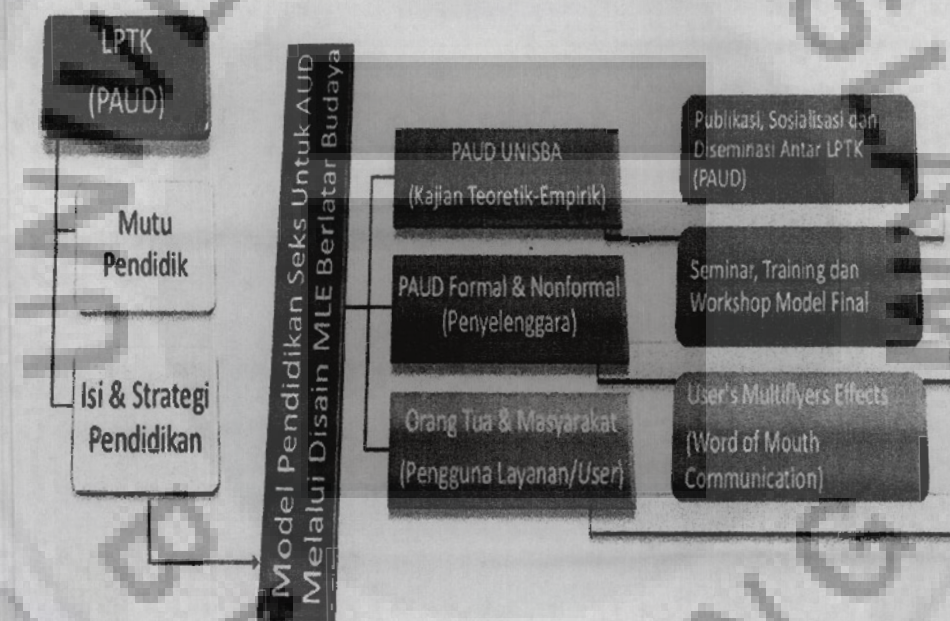 LPTK
(PAUD)
Mutu
Pendidik
Isi & Strategi
Pendidikan
Model Pendidikan Seks Untuk AUD
Melalui Disain MLE Berlatar Budaya
PAUD UNISBA
(Kajian Teoretik-Empirik)
PAUD Formal & Nonformal
(Penyelenggara)
Orang Tua & Masyarakat
(Pengguna Layanan/User)
Publikasi, Sosialisasi dan
Diseminasi Antar LPTK
(PAUD)
Seminar, Training dan
Workshop Model Final
User's Multiflyers Effects
(Word of Mouth
Communication)